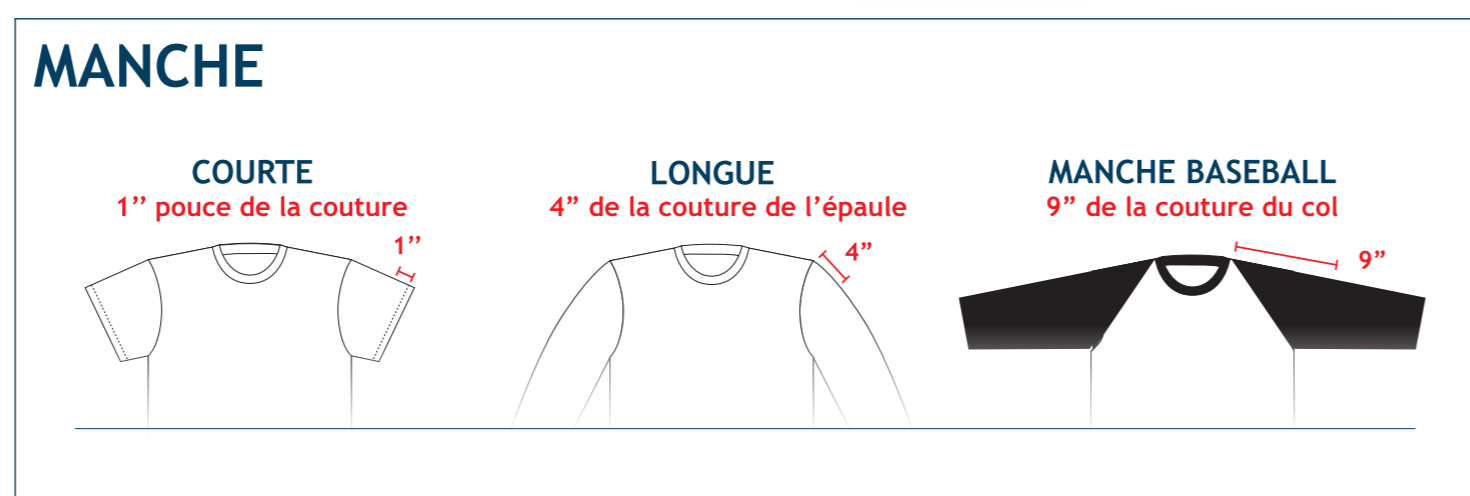 MANCHE
COURTE
1’’ pouce de la couture
1’’
LONGUE
4” de la couture de l’épaule
4”
MANCHE BASEBALL
9” de la couture du col
9”